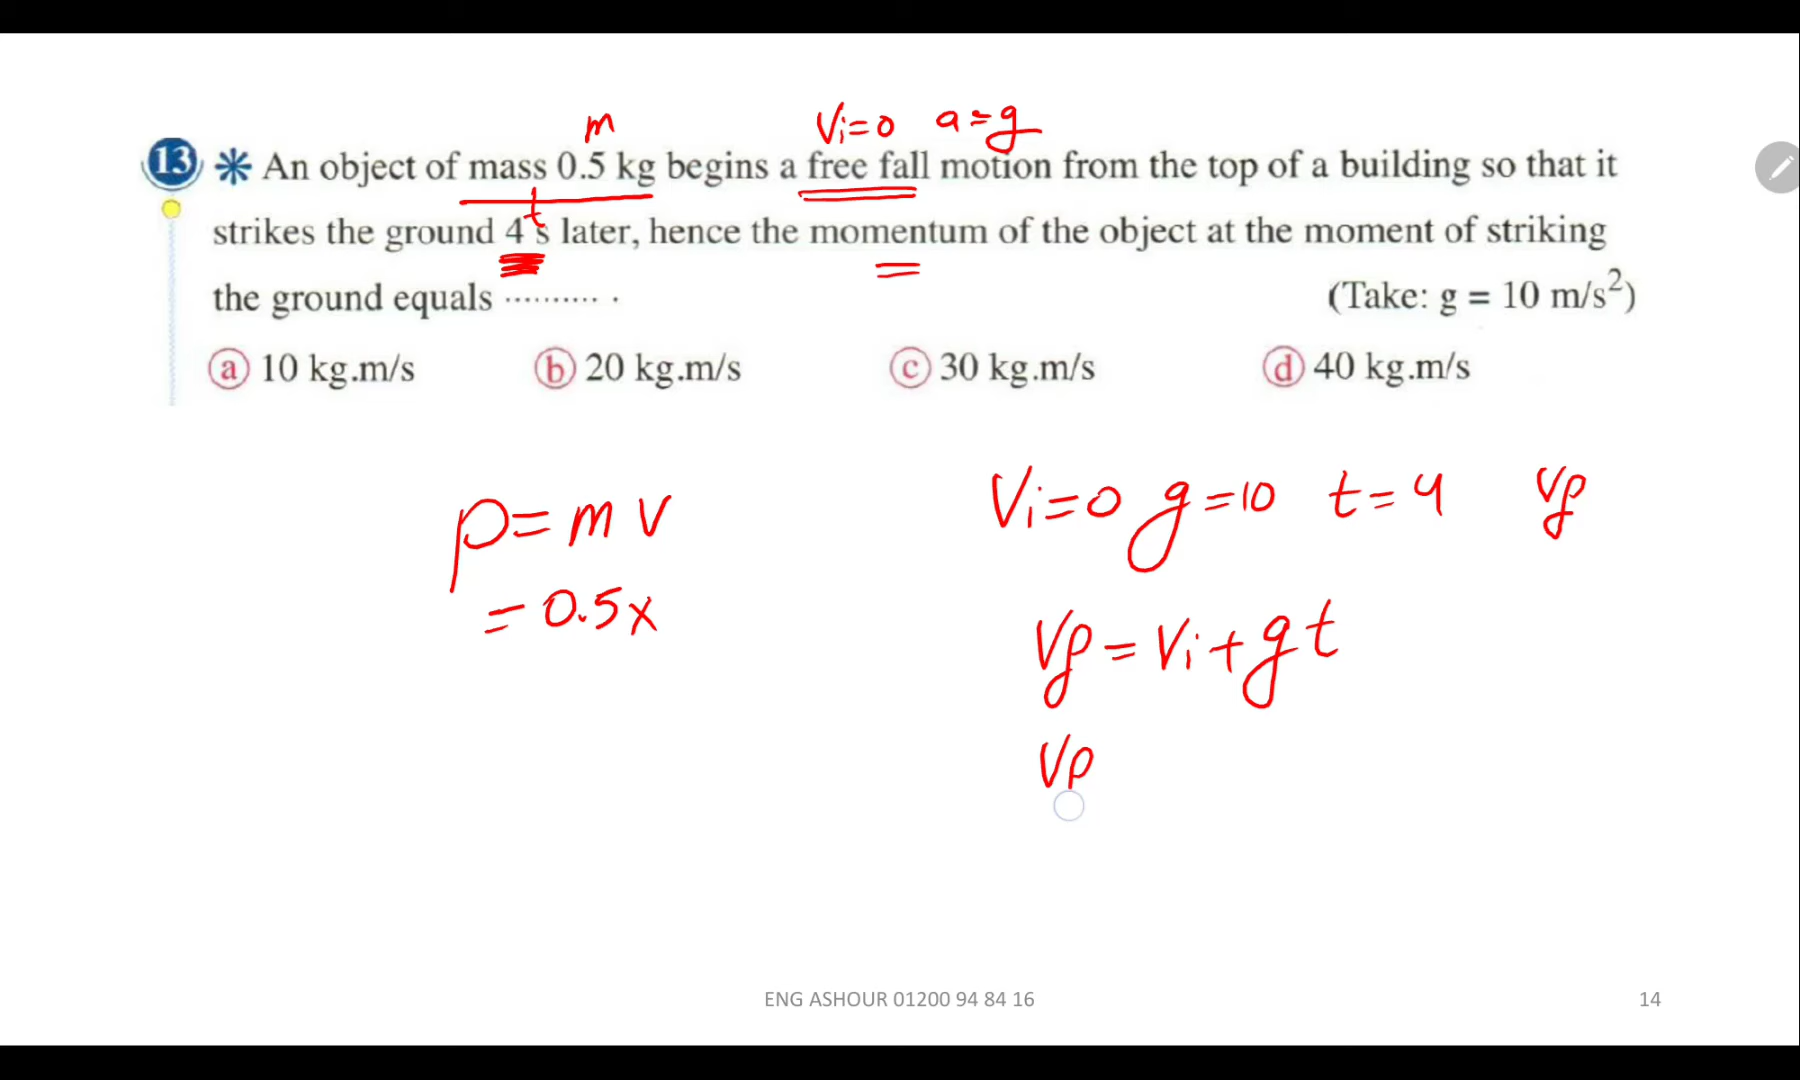 m Vi=0 a=g
13 * An object of mass 0.5 kg begins a free fall motion from the top of a building so that it
t
strikes the ground 4 s later, hence the momentum of the object at the moment of striking
the ground equals .......... . (Take: g = 10 m/s²)
a 10 kg.m/s b 20 kg.m/s c 30 kg.m/s d 40 kg.m/s
p = m v
= 0.5 x
Vi=0 g=10 t=4 Vf
Vf = Vi + g t
Vf
ENG ASHOUR 01200 94 84 16
14